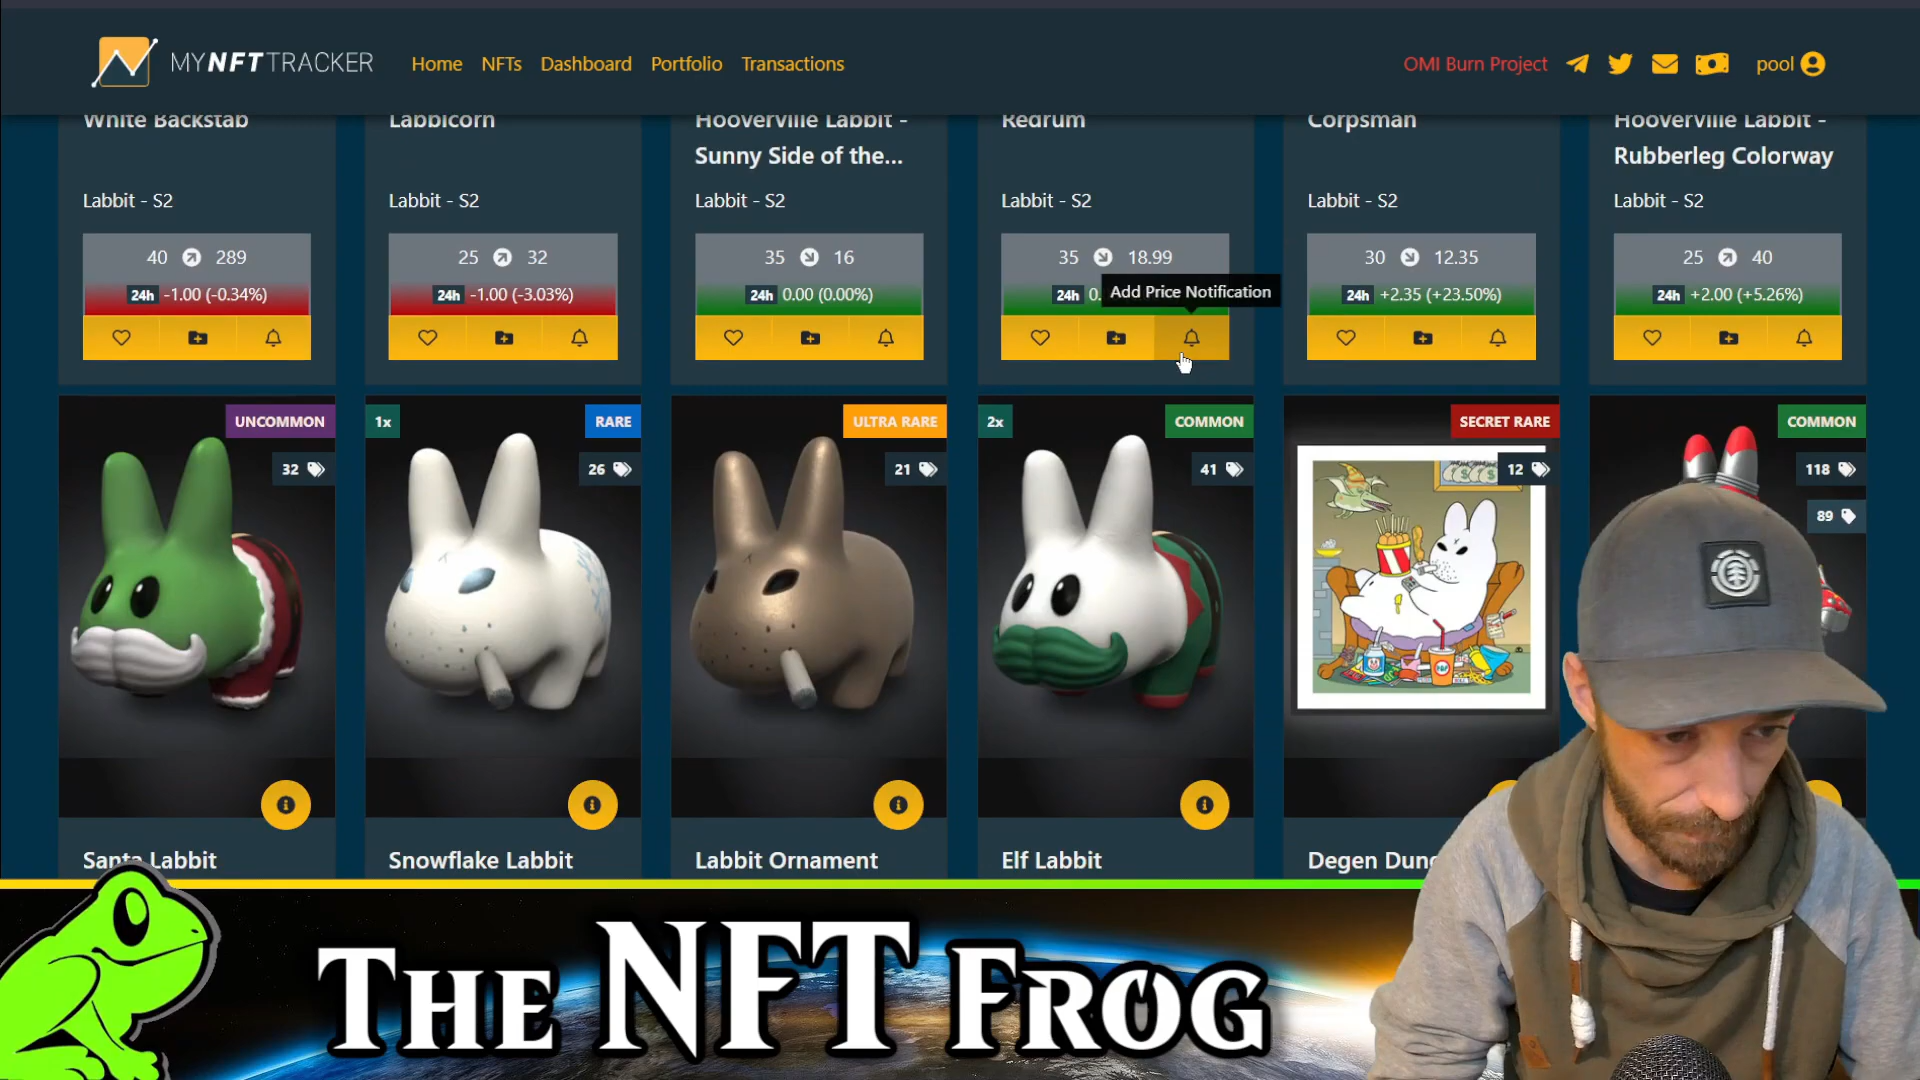 MYNFTTRACKER Home NFTs Dashboard Portfolio Transactions OMI Burn Project pool
White Backstab
Labbit - S2
40 289
24h -1.00 (-0.34%)
Labbicorn
Labbit - S2
25 32
24h -1.00 (-3.03%)
Hooverville Labbit -
Sunny Side of the...
Labbit - S2
35 16
24h 0.00 (0.00%)
Redrum
Labbit - S2
35 18.99
24h 0.
Add Price Notification
Corpsman
Labbit - S2
30 12.35
24h +2.35 (+23.50%)
Hooverville Labbit -
Rubberleg Colorway
Labbit - S2
25 40
24h +2.00 (+5.26%)
UNCOMMON
32
Santa Labbit
1x RARE
26
Snowflake Labbit
ULTRA RARE
21
Labbit Ornament
2x COMMON
41
Elf Labbit
SECRET RARE
12
Degen
COMMON
118
89
THE NFT FROG